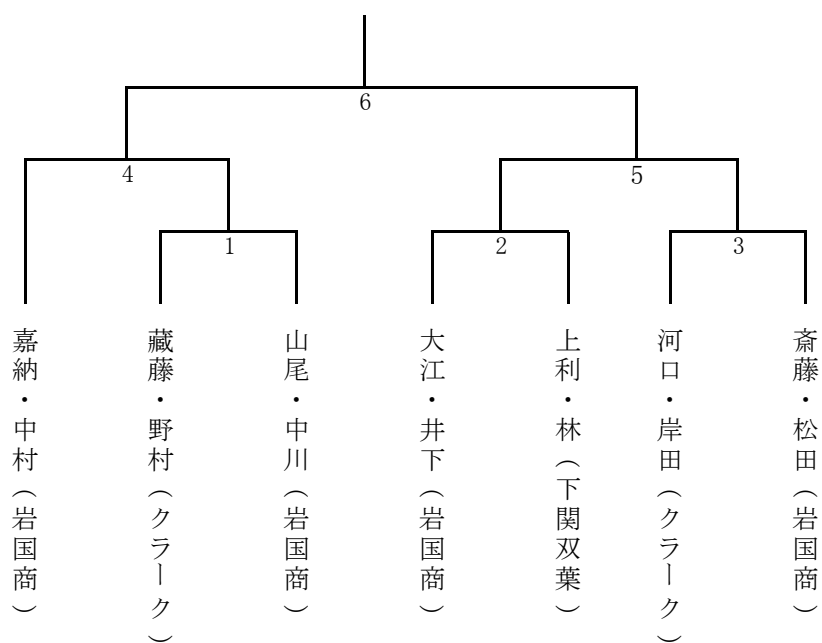 6
4
5
1
2
3
嘉納・中村(岩国商)
藏藤・野村(クラーク)
山尾・中川(岩国商)
大江・井下(岩国商)
上利・林(下関双葉)
河口・岸田(クラーク)
斎藤・松田(岩国商)